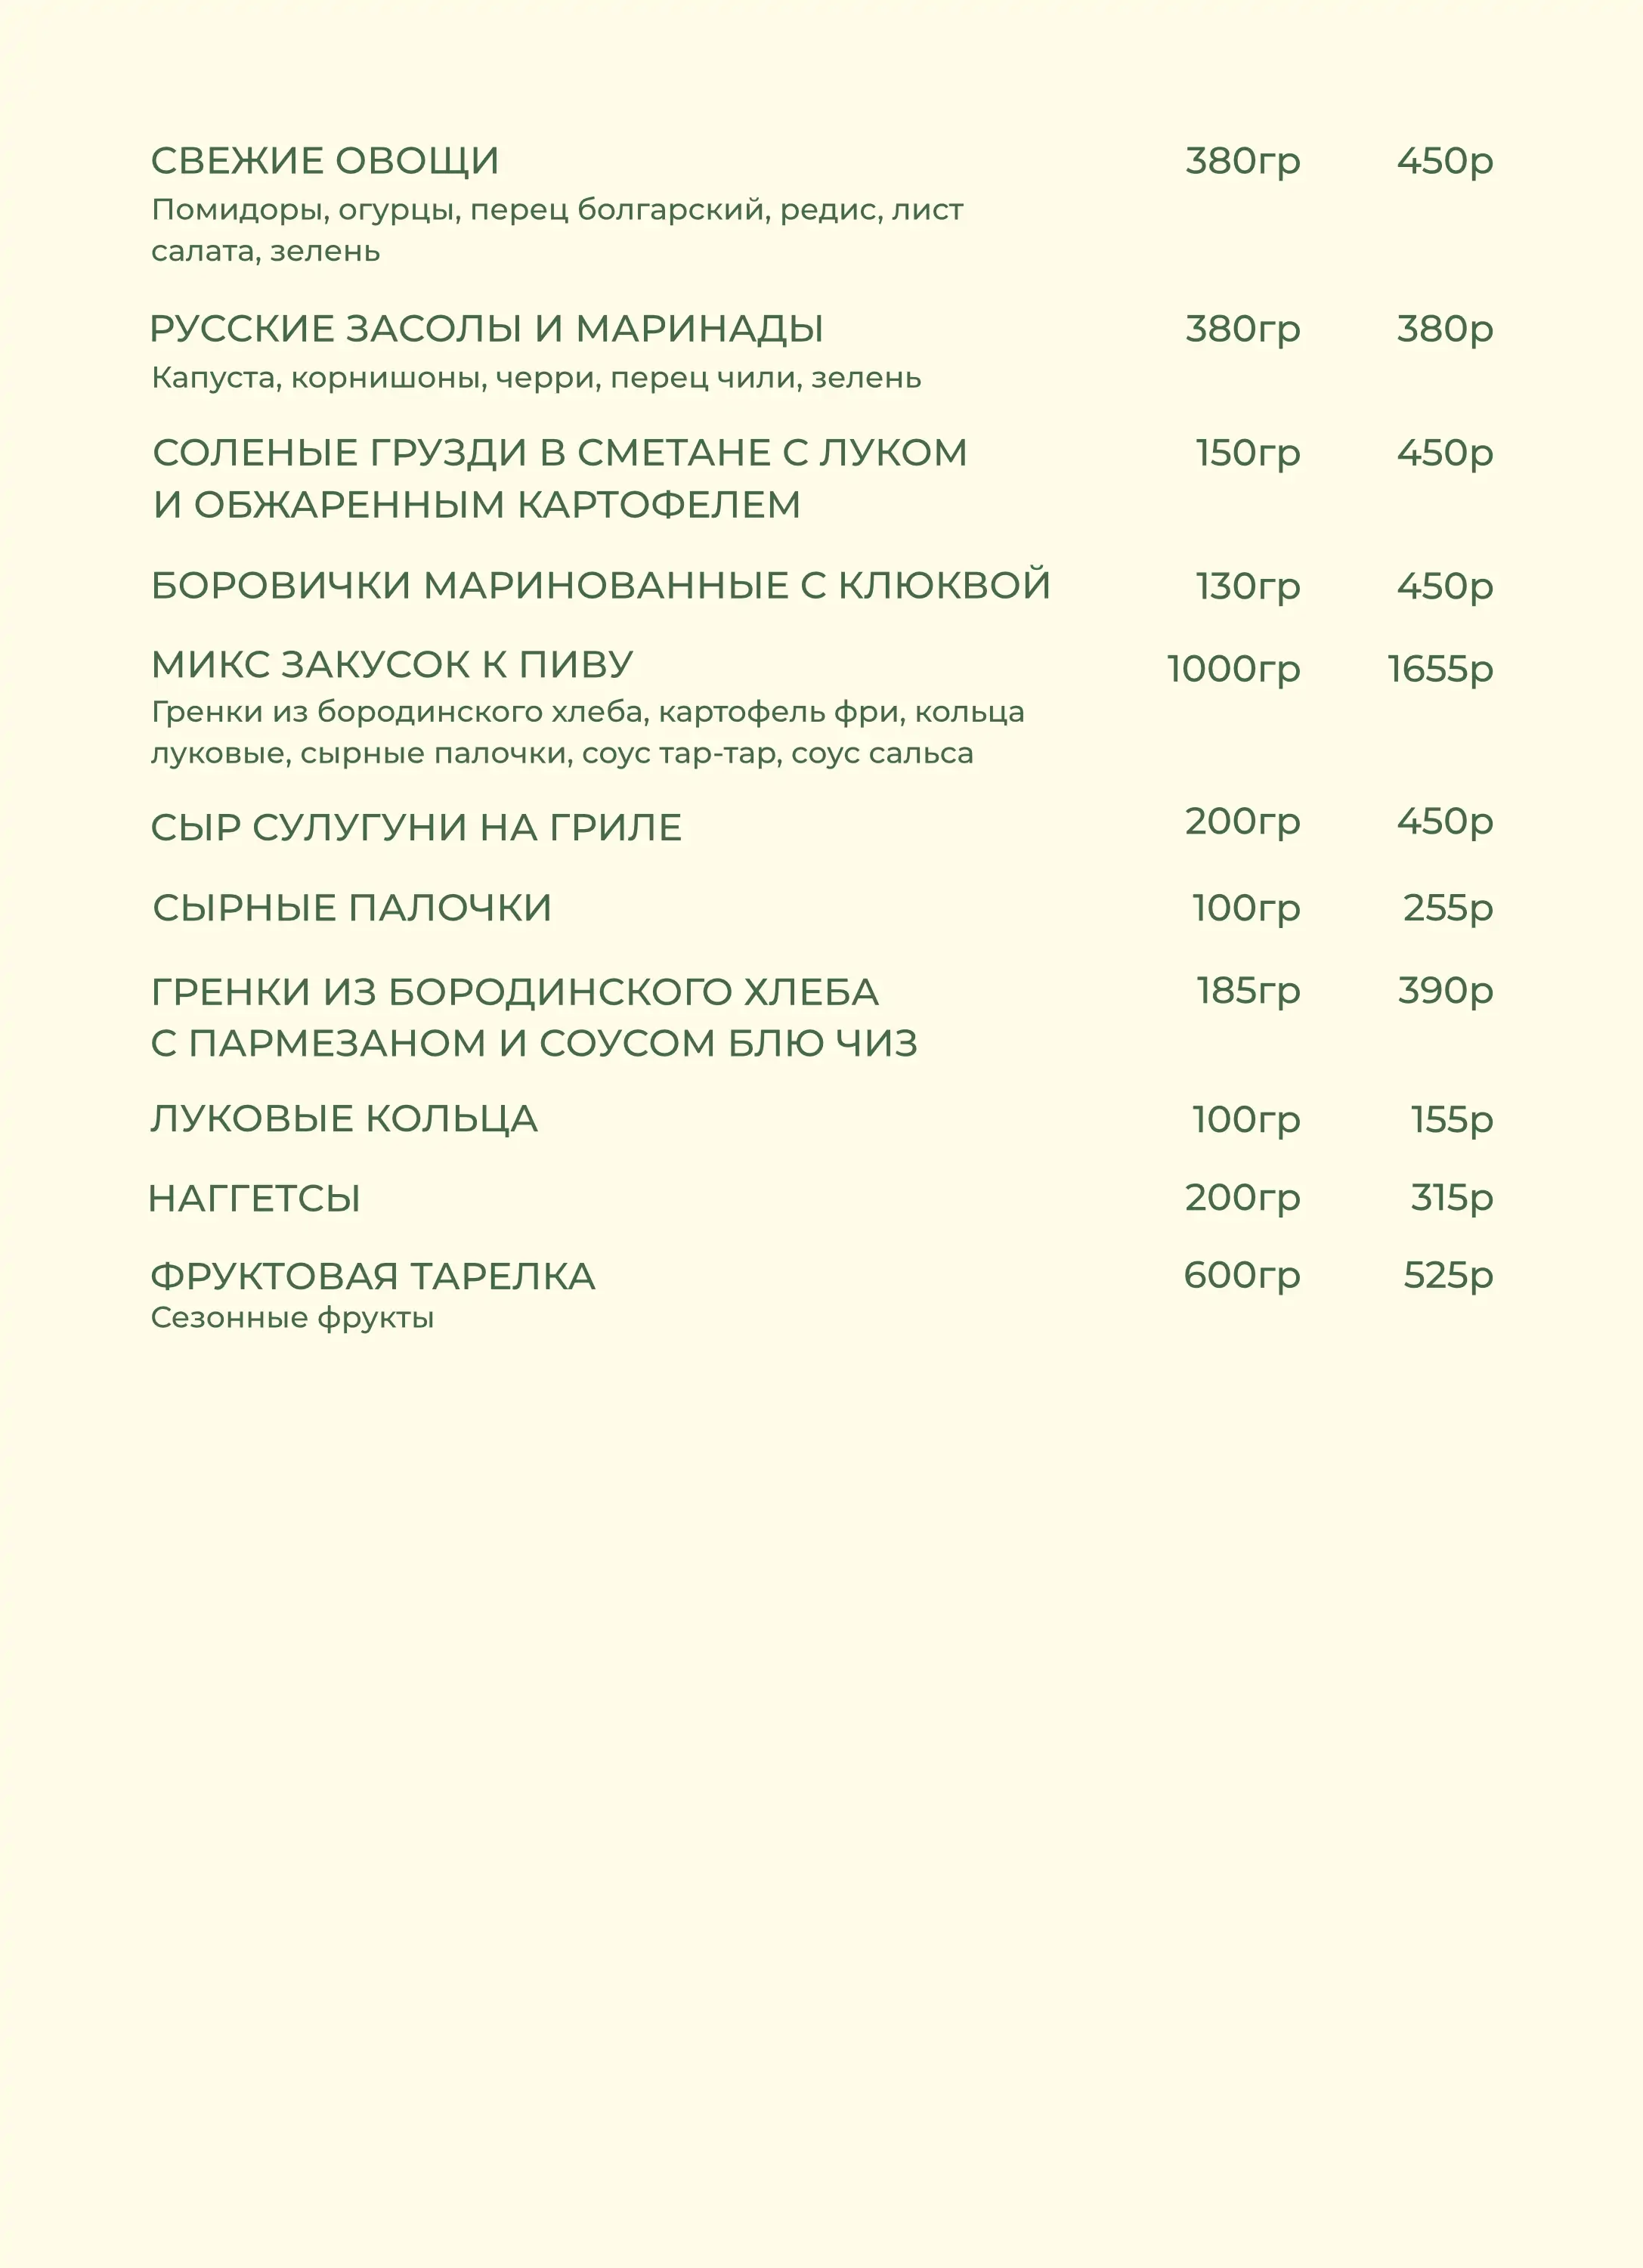 СВЕЖИЕ ОВОЩИ 380гр 450р
Помидоры, огурцы, перец болгарский, редис, лист
салата, зелень
РУССКИЕ ЗАСОЛЫ И МАРИНАДЫ 380гр 380р
Капуста, корнишоны, черри, перец чили, зелень
СОЛЕНЫЕ ГРУЗДИ В СМЕТАНЕ С ЛУКОМ 150гр 450р
И ОБЖАРЕННЫМ КАРТОФЕЛЕМ
БОРОВИЧКИ МАРИНОВАННЫЕ С КЛЮКВОЙ 130гр 450р
МИКС ЗАКУСОК К ПИВУ 1000гр 1655р
Гренки из бородинского хлеба, картофель фри, кольца
луковые, сырные палочки, соус тар-тар, соус сальса
СЫР СУЛУГУНИ НА ГРИЛЕ 200гр 450р
СЫРНЫЕ ПАЛОЧКИ 100гр 255р
ГРЕНКИ ИЗ БОРОДИНСКОГО ХЛЕБА 185гр 390р
С ПАРМЕЗАНОМ И СОУСОМ БЛЮ ЧИЗ
ЛУКОВЫЕ КОЛЬЦА 100гр 155р
НАГГЕТСЫ 200гр 315р
ФРУКТОВАЯ ТАРЕЛКА 600гр 525р
Сезонные фрукты